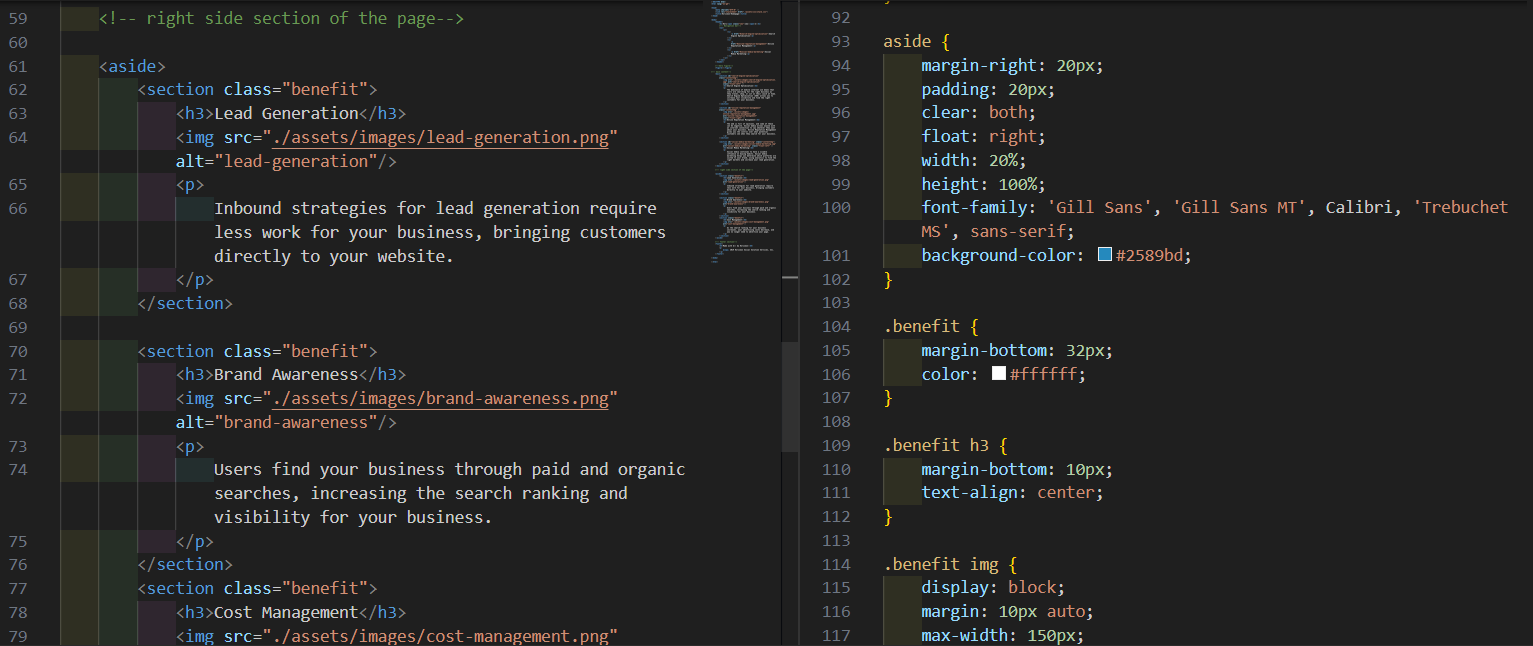 59 <!-- right side section of the page-->
60
61 <aside>
62 <section class="benefit">
63 <h3>Lead Generation</h3>
64 <img src="./assets/images/lead-generation.png"
alt="lead-generation"/>
65 <p>
66 Inbound strategies for lead generation require
less work for your business, bringing customers
directly to your website.
67 </p>
68 </section>
69
70 <section class="benefit">
71 <h3>Brand Awareness</h3>
72 <img src="./assets/images/brand-awareness.png"
alt="brand-awareness"/>
73 <p>
74 Users find your business through paid and organic
searches, increasing the search ranking and
visibility for your business.
75 </p>
76 </section>
77 <section class="benefit">
78 <h3>Cost Management</h3>
79 <img src="./assets/images/cost-management.png"
92
93 aside {
94 margin-right: 20px;
95 padding: 20px;
96 clear: both;
97 float: right;
98 width: 20%;
99 height: 100%;
100 font-family: 'Gill Sans', 'Gill Sans MT', Calibri, 'Trebuchet
MS', sans-serif;
101 background-color: #2589bd;
102 }
103
104 .benefit {
105 margin-bottom: 32px;
106 color: #ffffff;
107 }
108
109 .benefit h3 {
110 margin-bottom: 10px;
111 text-align: center;
112 }
113
114 .benefit img {
115 display: block;
116 margin: 10px auto;
117 max-width: 150px;